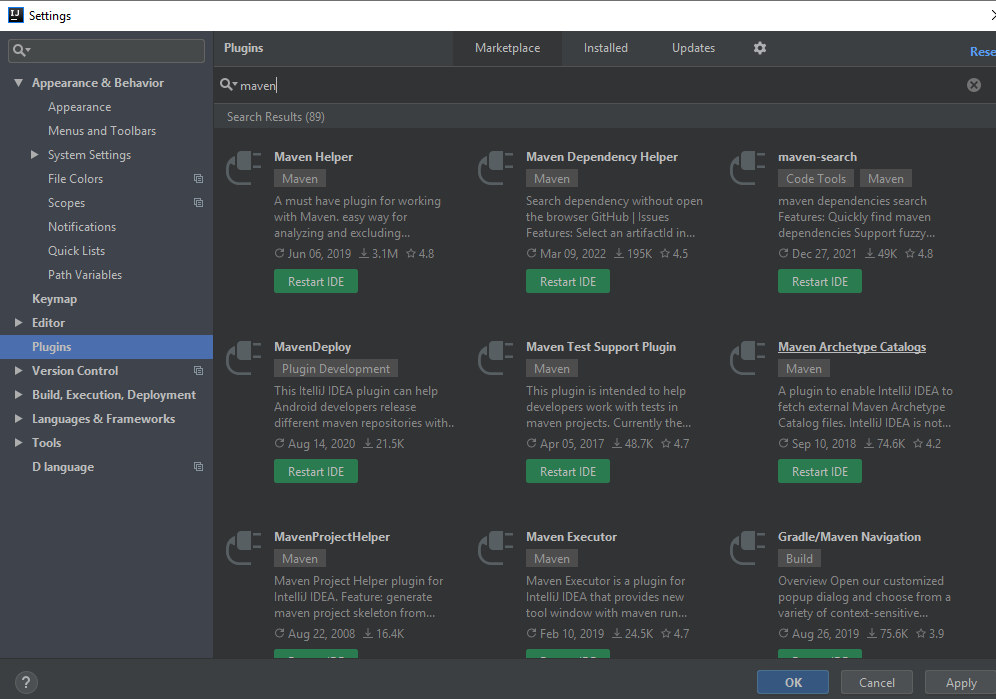 Settings
Appearance & Behavior
Appearance
Menus and Toolbars
System Settings
File Colors
Scopes
Notifications
Quick Lists
Path Variables
Keymap
Editor
Plugins
Version Control
Build, Execution, Deployment
Languages & Frameworks
Tools
D language
Plugins
Marketplace
Installed
Updates
Rese
maven
Search Results (89)
Maven Helper
Maven
A must have plugin for working
with Maven. easy way for
analyzing and excluding...
Jun 06, 2019 3.1M 4.8
Restart IDE
Maven Dependency Helper
Maven
Search dependency without open
the browser GitHub | Issues
Features: Select an artifactId in...
Mar 09, 2022 195K 4.5
Restart IDE
maven-search
Code Tools Maven
maven dependencies search
Features: Quickly find maven
dependencies Support fuzzy...
Dec 27, 2021 49K 4.8
Restart IDE
MavenDeploy
Plugin Development
This ItelliJ IDEA plugin can help
Android developers release
different maven repositories with..
Aug 14, 2020 21.5K
Restart IDE
Maven Test Support Plugin
Maven
This plugin is intended to help
developers work with tests in
maven projects. Currently the...
Apr 05, 2017 48.7K 4.7
Restart IDE
Maven Archetype Catalogs
Maven
A plugin to enable IntelliJ IDEA to
fetch external Maven Archetype
Catalog files. IntelliJ IDEA is not...
Sep 10, 2018 74.6K 4.2
Restart IDE
MavenProjectHelper
Maven
Maven Project Helper plugin for
IntelliJ IDEA. Feature: generate
maven project skeleton from...
Aug 22, 2008 16.4K
Maven Executor
Maven
Maven Executor is a plugin for
IntelliJ IDEA that provides new
tool window with maven run...
Feb 10, 2019 24.5K 4.7
Gradle/Maven Navigation
Build
Overview Open our customized
popup dialog and choose from a
variety of context-sensitive...
Aug 26, 2019 75.6K 3.9
?
OK
Cancel
Apply